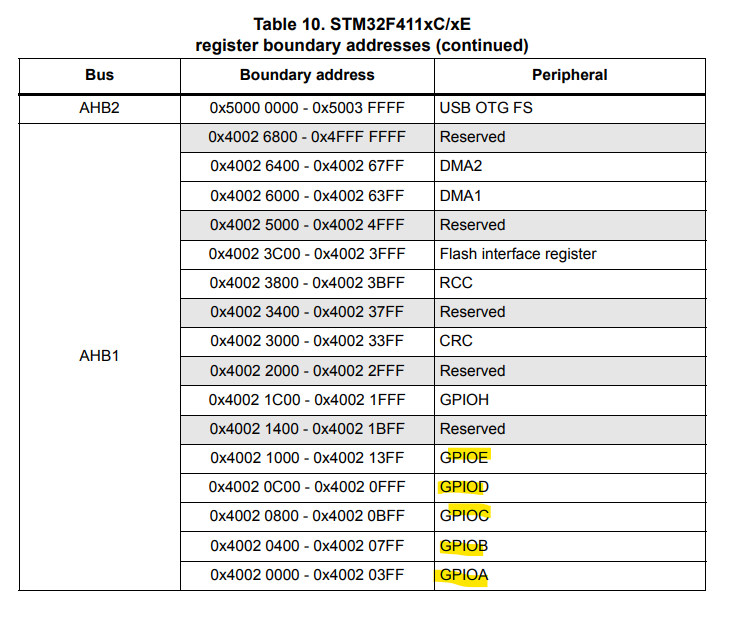 Table 10. STM32F411xC/xE
register boundary addresses (continued)
Bus Boundary address Peripheral
AHB2 0x5000 0000 - 0x5003 FFFF USB OTG FS
0x4002 6800 - 0x4FFF FFFF Reserved
0x4002 6400 - 0x4002 67FF DMA2
0x4002 6000 - 0x4002 63FF DMA1
0x4002 5000 - 0x4002 4FFF Reserved
0x4002 3C00 - 0x4002 3FFF Flash interface register
0x4002 3800 - 0x4002 3BFF RCC
0x4002 3400 - 0x4002 37FF Reserved
0x4002 3000 - 0x4002 33FF CRC
AHB1
0x4002 2000 - 0x4002 2FFF Reserved
0x4002 1C00 - 0x4002 1FFF GPIOH
0x4002 1400 - 0x4002 1BFF Reserved
0x4002 1000 - 0x4002 13FF GPIOE
0x4002 0C00 - 0x4002 0FFF GPIOD
0x4002 0800 - 0x4002 0BFF GPIOC
0x4002 0400 - 0x4002 07FF GPIOB
0x4002 0000 - 0x4002 03FF GPIOA